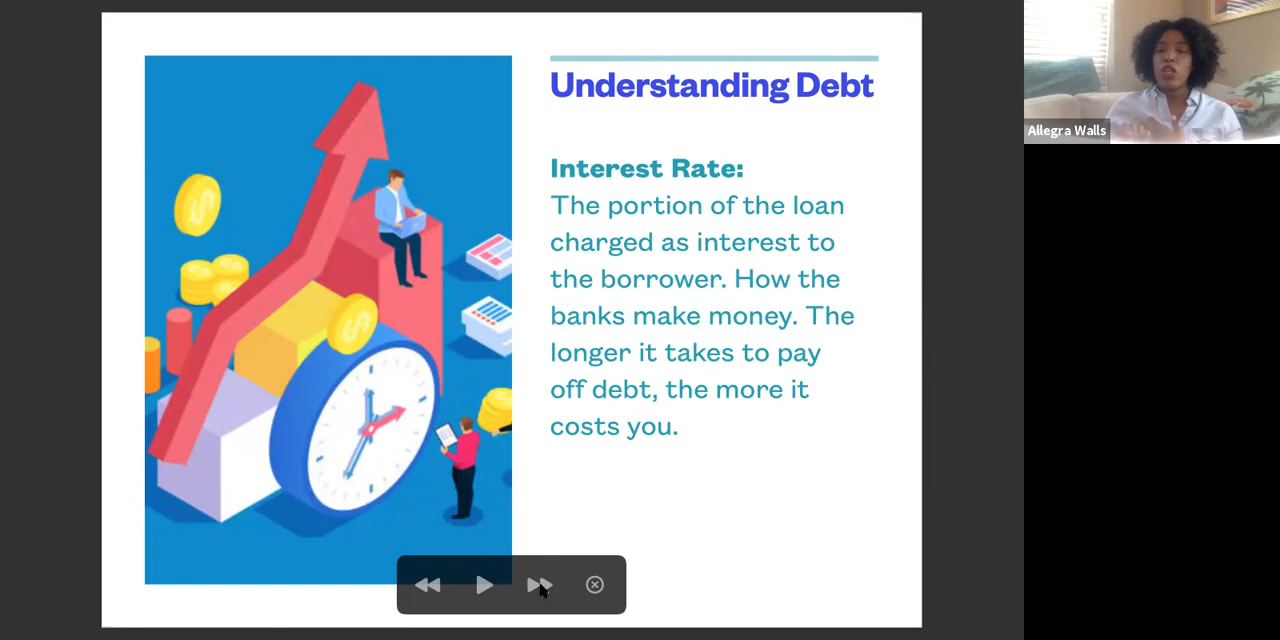 Understanding Debt
Interest Rate:
The portion of the loan
charged as interest to
the borrower. How the
banks make money. The
longer it takes to pay
off debt, the more it
costs you.
Allegra Walls